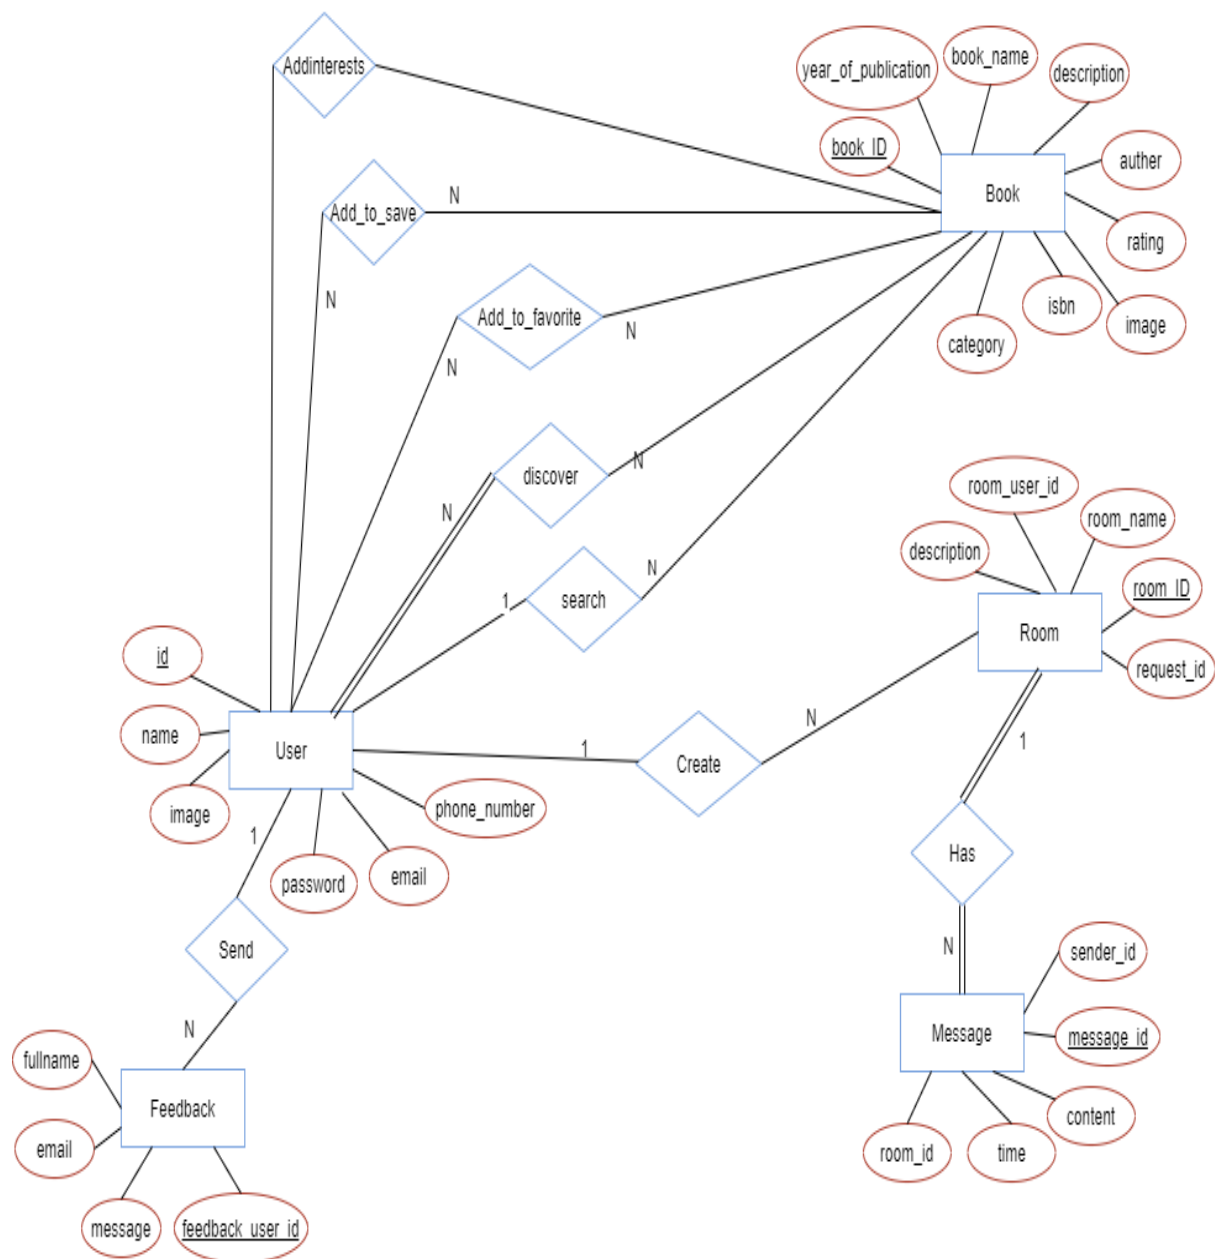 Addinterests
year_of_publication
book_name
description
book_ID
auther
Book
N
Add_to_save
rating
N
isbn
image
Add_to_favorite
N
category
N
discover
N
N
room_user_id
room_name
description
N
search
1
room_ID
Room
id
request_id
name
User
N
1
Create
1
image
phone_number
1
Has
password
email
Send
N
sender_id
Message
message_id
N
fullname
Feedback
content
email
room_id
time
message
feedback_user_id